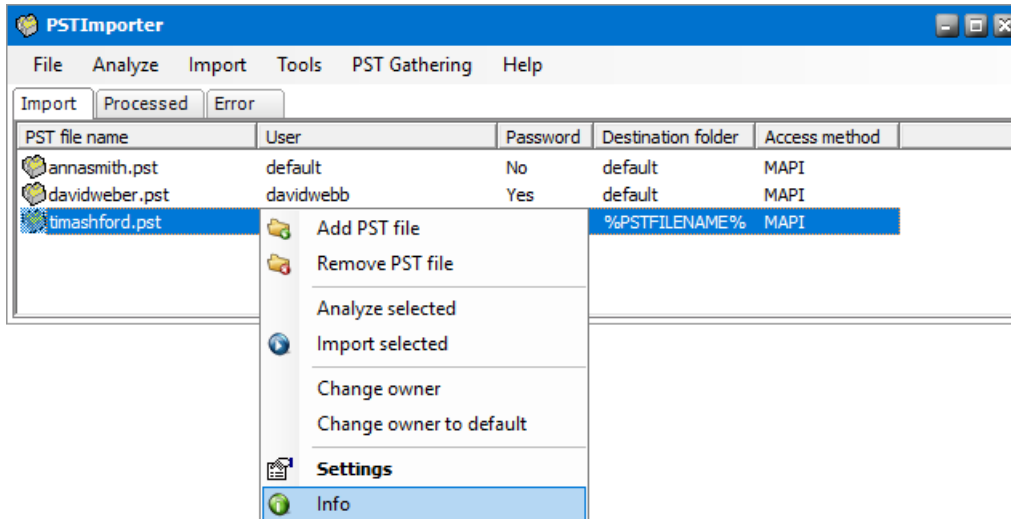 PSTImporter
File Analyze Import Tools PST Gathering Help
Import Processed Error
PST file name User Password Destination folder Access method
annasmith.pst default No default MAPI
davidweber.pst davidwebb Yes default MAPI
timashford.pst %PSTFILENAME% MAPI
Add PST file
Remove PST file
Analyze selected
Import selected
Change owner
Change owner to default
Settings
Info